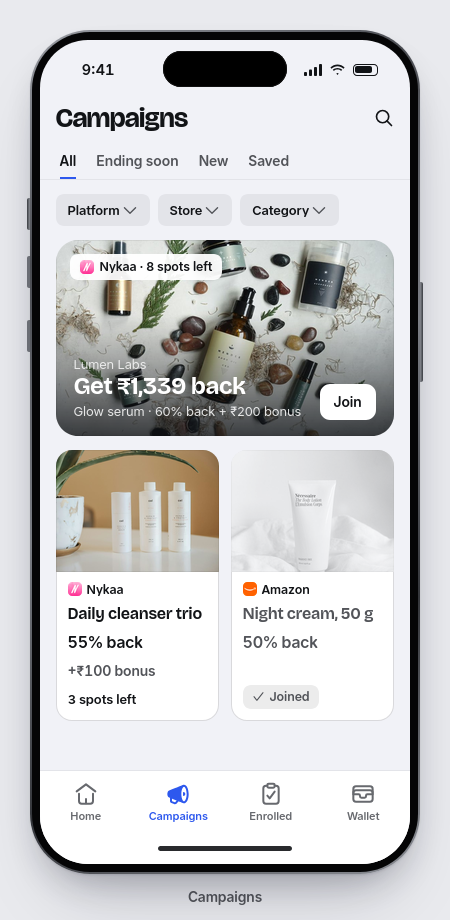 9:41
Campaigns
All
Ending soon
New
Saved
Platform
Store
Category
Nykaa · 8 spots left
Lumen Labs
Get ₹1,339 back
Glow serum · 60% back + ₹200 bonus
Join
Nykaa
Daily cleanser trio
55% back
+₹100 bonus
3 spots left
Amazon
Night cream, 50 g
50% back
Joined
Home
Campaigns
Enrolled
Wallet
Campaigns